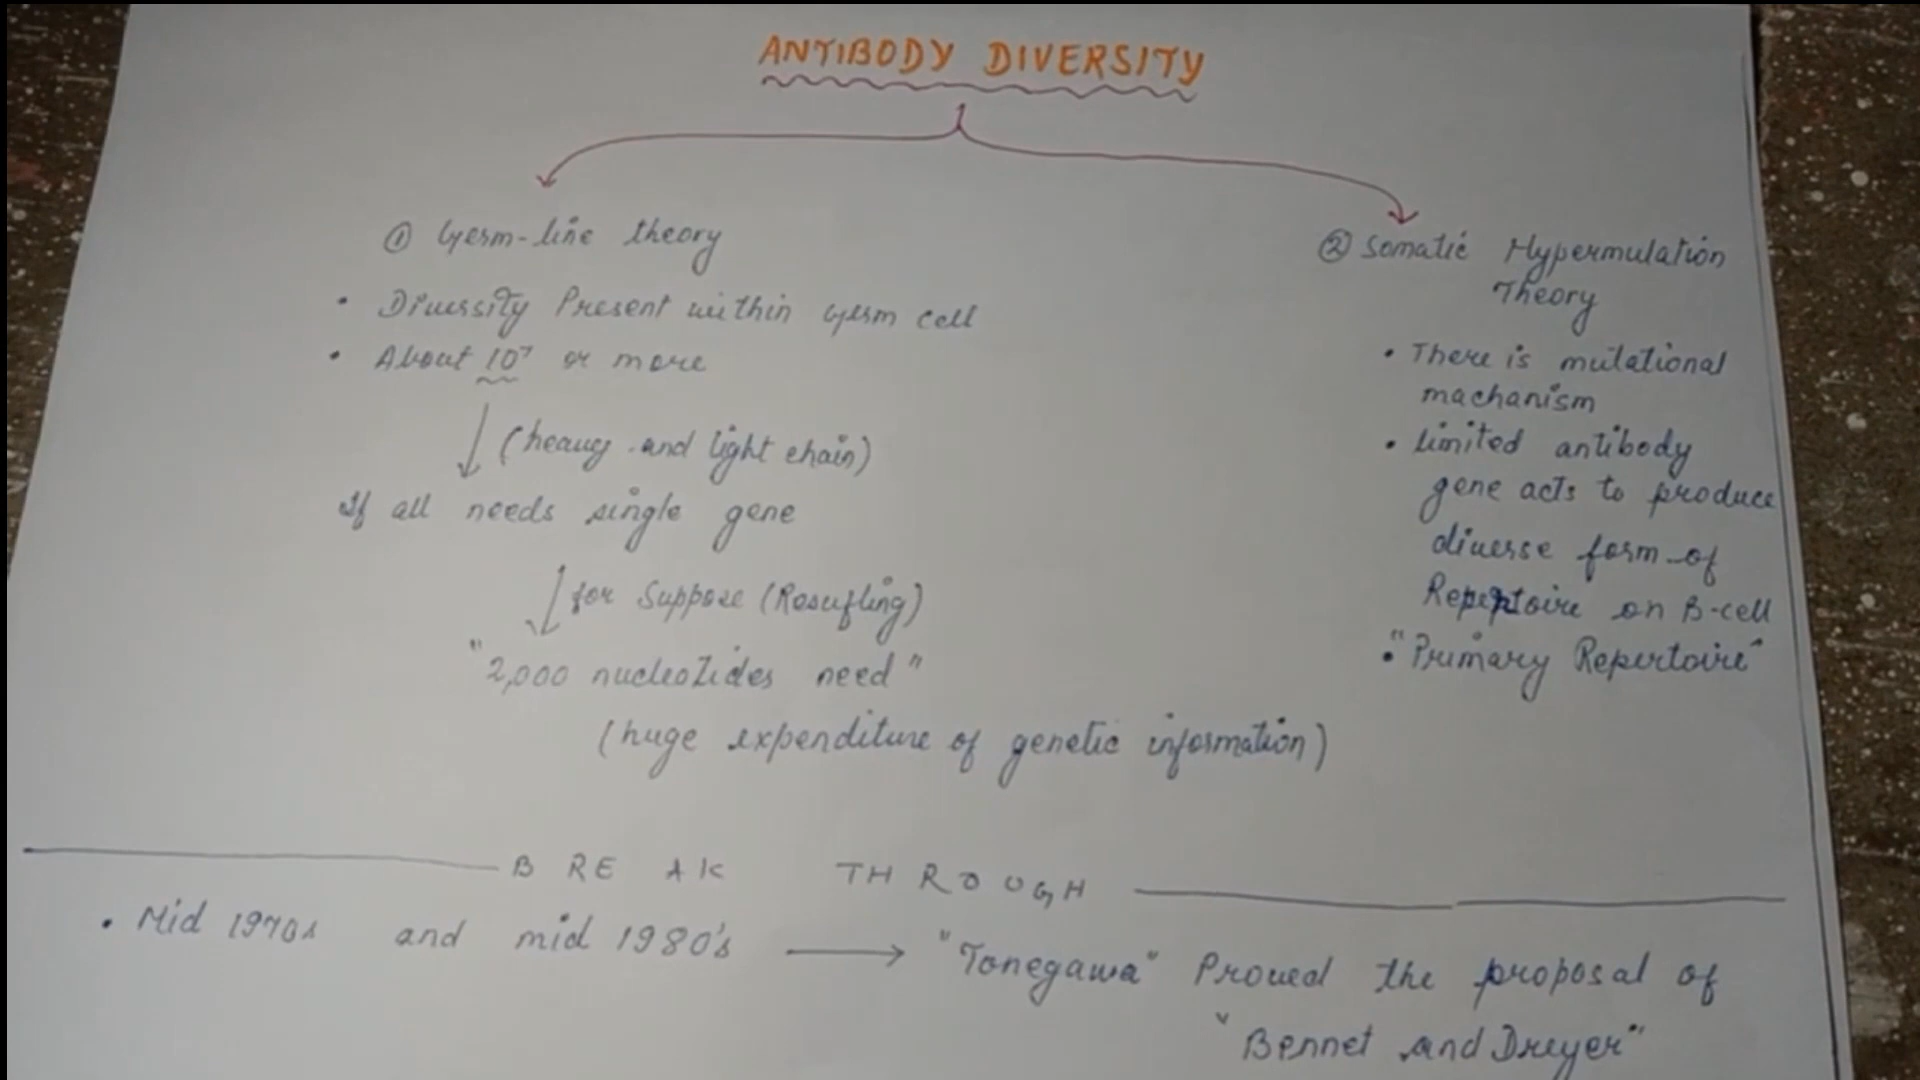 ANTIBODY DIVERSITY
① Germ-line theory
• Diversity Present within Germ cell
• About 10⁷ or more
(heavy and light chain)
If all needs single gene
for Suppose (Resufling)
"2,000 nucleotides need"
(huge expenditure of genetic information)
② Somatic Hypermutation
Theory
• There is mutational
machanism
• limited antibody
gene acts to produce
diverse form of
Repertoire on B-cell
• "Primary Repertoire"
BREAK THROUGH
• Mid 1970s and mid 1980's → "Tonegawa" Proved the proposal of
"Bennet and Dreyer"